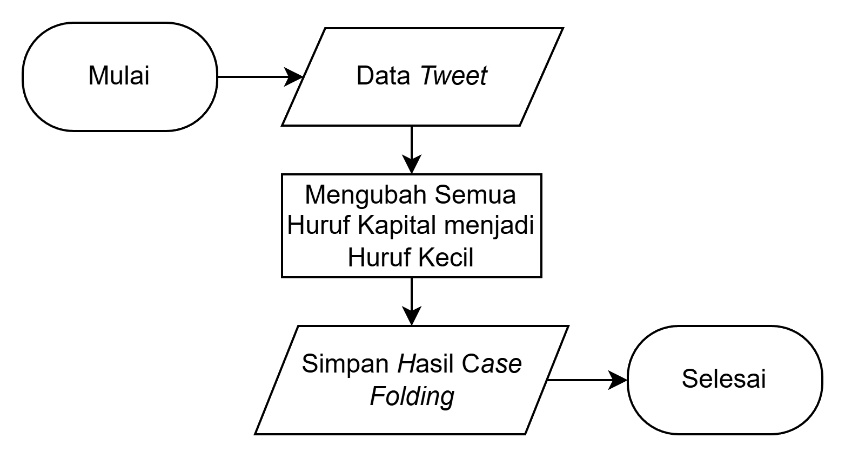 Mulai
Data Tweet
Mengubah Semua
Huruf Kapital menjadi
Huruf Kecil
Simpan Hasil Case
Folding
Selesai